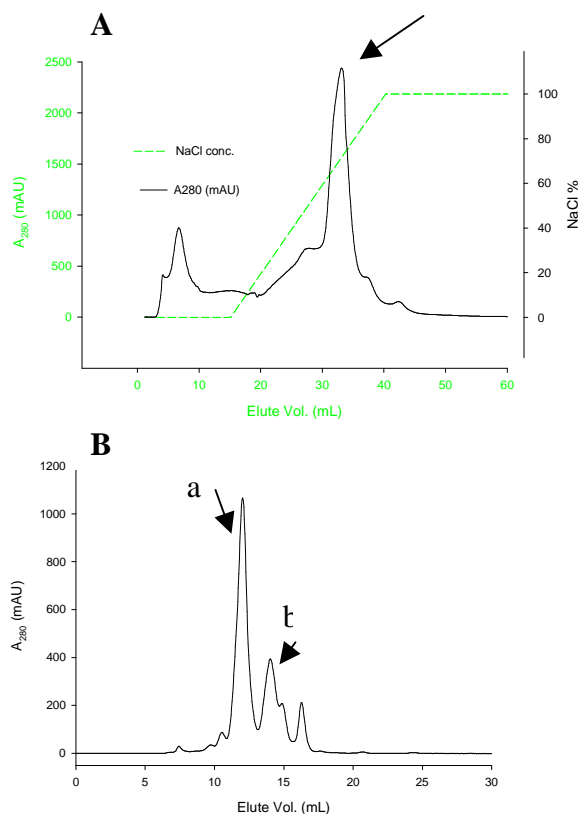 A
2500
2000
1500
1000
500
0
A280 (mAU)
NaCl conc.
A280 (mAU)
100
80
60
40
20
0
NaCl %
0 10 20 30 40 50 60
Elute Vol. (mL)
B
1200
1000
800
600
400
200
0
A280 (mAU)
a
b
0 5 10 15 20 25 30
Elute Vol. (mL)